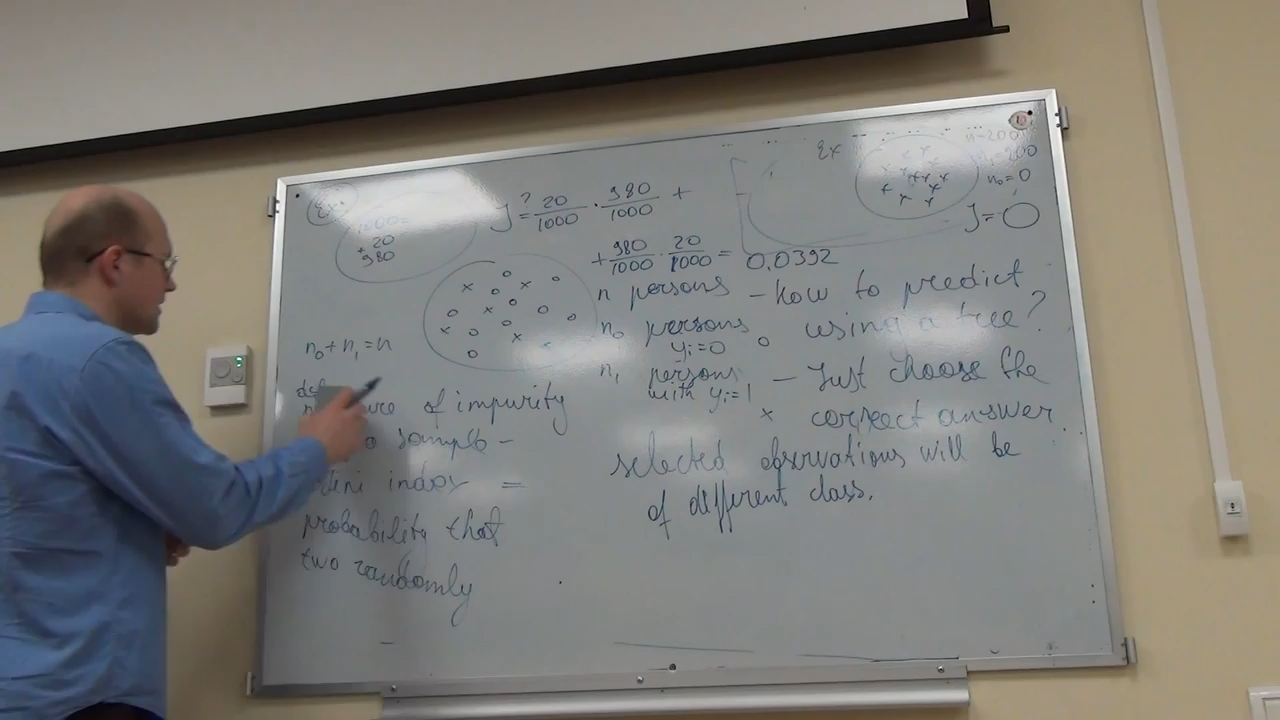 Ex.
1000 =
20
+
980
J = ? 20/1000 · 980/1000 +
+ 980/1000 · 20/1000 = 0.0392
Ex
n=200
200
n₀=0
J=0
n persons
n₀ persons
yᵢ=0 o
n₁ persons
with yᵢ=1 x
- how to predict
using a tree?
- Just choose the
correct answer.
n₀+n₁=n
def
of impurity
sample -
index =
probability that
two randomly
selected observations will be
of different class.